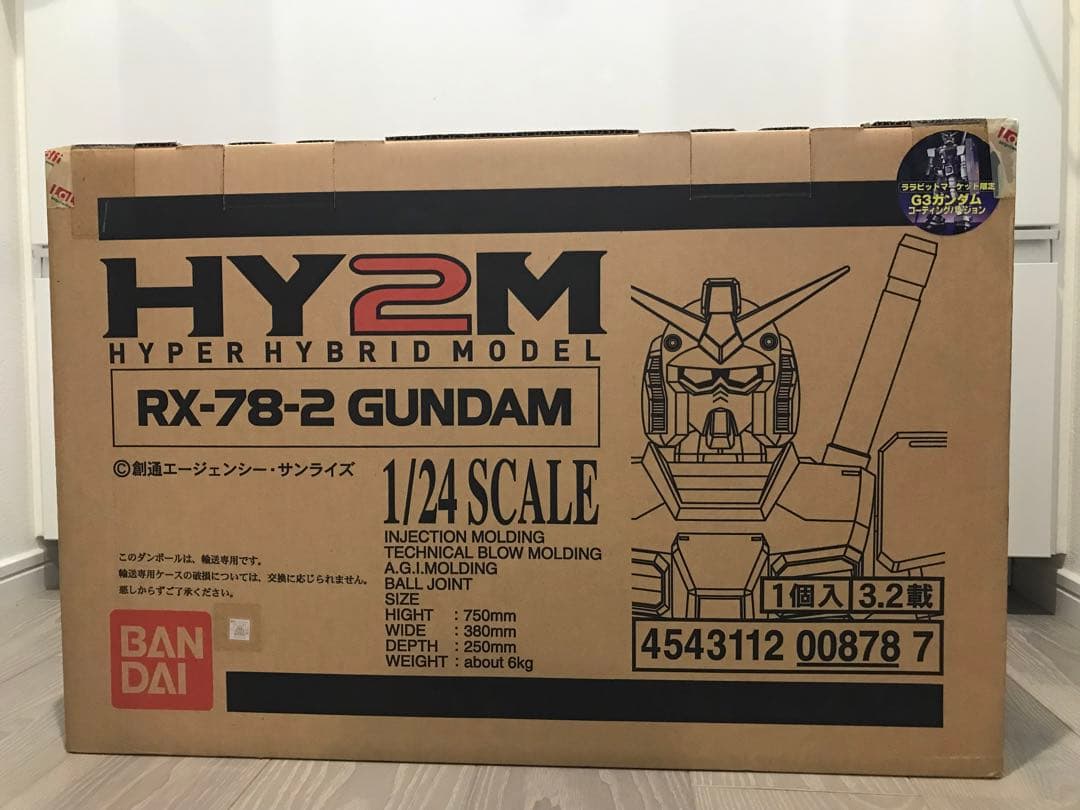 ララビットマーケット限定
G3ガンダム
コーティングバージョン
HY2M
HYPER HYBRID MODEL
RX-78-2 GUNDAM
©創通エージェンシー・サンライズ
1/24 SCALE
INJECTION MOLDING
TECHNICAL BLOW MOLDING
A.G.I.MOLDING
BALL JOINT
SIZE
HIGHT : 750mm
WIDE : 380mm
DEPTH : 250mm
WEIGHT : about 6kg
このダンボールは、輸送専用です。
輸送専用ケースの破損については、交換に応じられません。
悪しからずご了承ください。
BAN
DAI
1個入 3.2載
4543112 00878 7